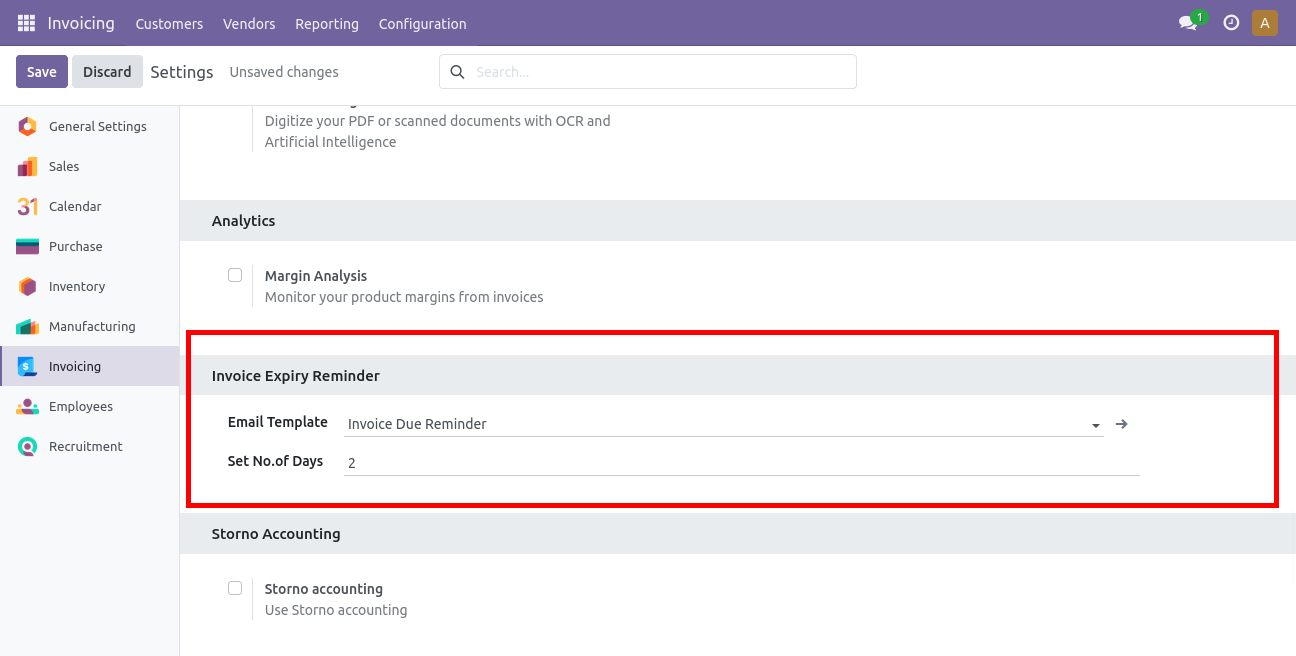 Invoicing Customers Vendors Reporting Configuration 1 A
Save Discard Settings Unsaved changes Search...
General Settings
Sales
31 Calendar
Purchase
Inventory
Manufacturing
$ Invoicing
Employees
Recruitment
Digitize your PDF or scanned documents with OCR and
Artificial Intelligence
Analytics
Margin Analysis
Monitor your product margins from invoices
Invoice Expiry Reminder
Email Template Invoice Due Reminder
Set No.of Days 2
Storno Accounting
Storno accounting
Use Storno accounting